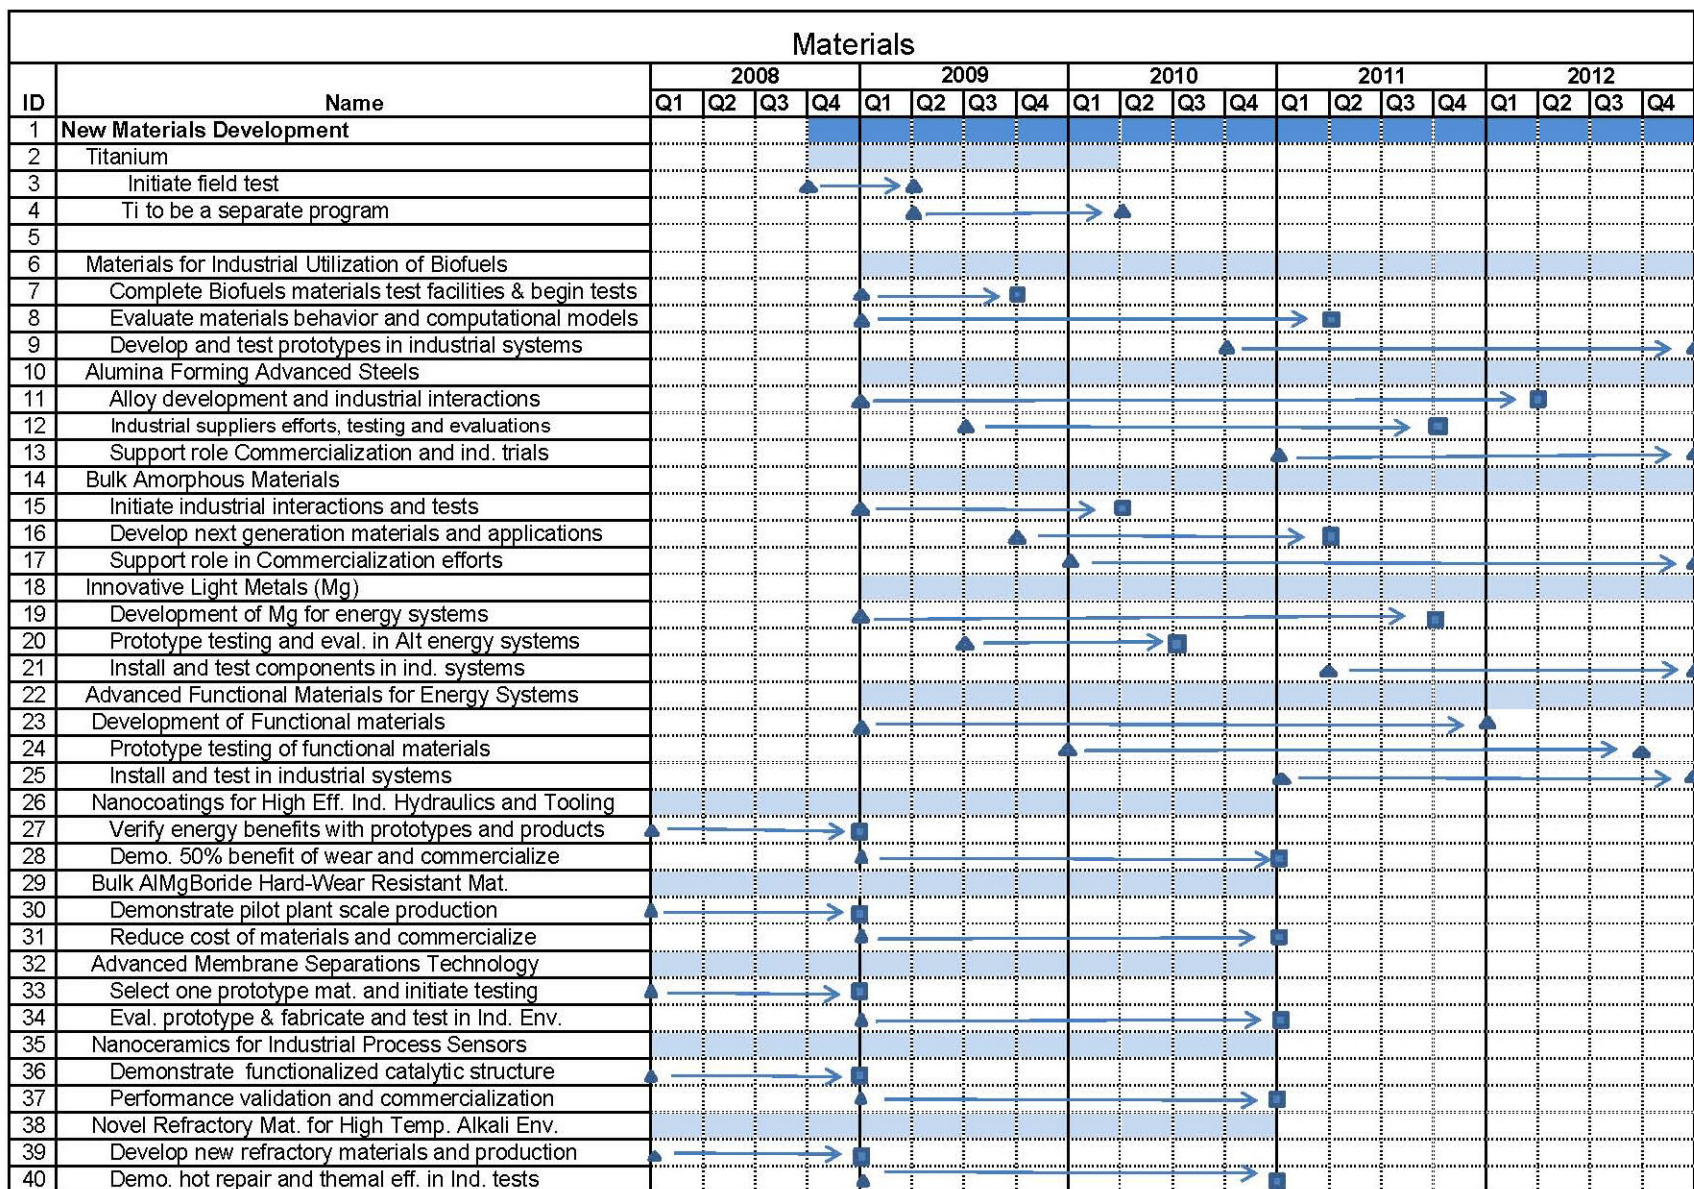 Materials
2008 2009 2010 2011 2012
ID Name Q1 Q2 Q3 Q4 Q1 Q2 Q3 Q4 Q1 Q2 Q3 Q4 Q1 Q2 Q3 Q4 Q1 Q2 Q3 Q4
1 New Materials Development
2 Titanium
3 Initiate field test
4 Ti to be a separate program
5
6 Materials for Industrial Utilization of Biofuels
7 Complete Biofuels materials test facilities & begin tests
8 Evaluate materials behavior and computational models
9 Develop and test prototypes in industrial systems
10 Alumina Forming Advanced Steels
11 Alloy development and industrial interactions
12 Industrial suppliers efforts, testing and evaluations
13 Support role Commercialization and ind. trials
14 Bulk Amorphous Materials
15 Initiate industrial interactions and tests
16 Develop next generation materials and applications
17 Support role in Commercialization efforts
18 Innovative Light Metals (Mg)
19 Development of Mg for energy systems
20 Prototype testing and eval. in Alt energy systems
21 Install and test components in ind. systems
22 Advanced Functional Materials for Energy Systems
23 Development of Functional materials
24 Prototype testing of functional materials
25 Install and test in industrial systems
26 Nanocoatings for High Eff. Ind. Hydraulics and Tooling
27 Verify energy benefits with prototypes and products
28 Demo. 50% benefit of wear and commercialize
29 Bulk AlMgBoride Hard-Wear Resistant Mat.
30 Demonstrate pilot plant scale production
31 Reduce cost of materials and commercialize
32 Advanced Membrane Separations Technology
33 Select one prototype mat. and initiate testing
34 Eval. prototype & fabricate and test in Ind. Env.
35 Nanoceramics for Industrial Process Sensors
36 Demonstrate functionalized catalytic structure
37 Performance validation and commercialization
38 Novel Refractory Mat. for High Temp. Alkali Env.
39 Develop new refractory materials and production
40 Demo. hot repair and themal eff. in Ind. tests